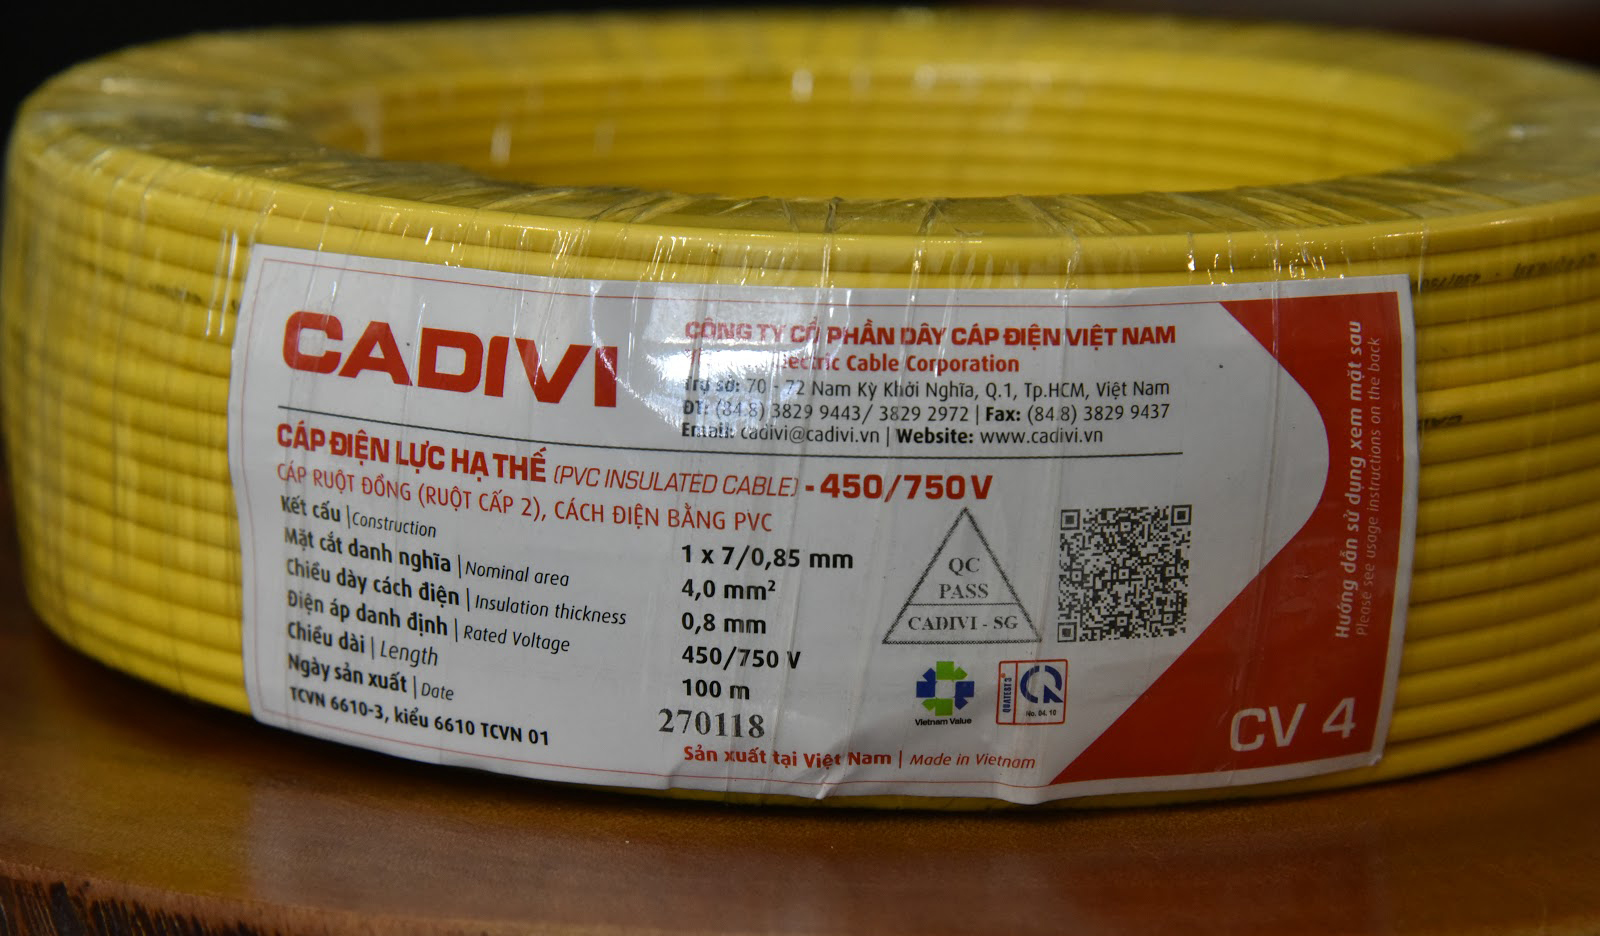 CADIVI
CÔNG TY CỔ PHẦN DÂY CÁP ĐIỆN VIỆT NAM
Electric Cable Corporation
Trụ sở: 70 - 72 Nam Kỳ Khởi Nghĩa, Q.1, Tp.HCM, Việt Nam
ĐT: (84.8) 3829 9443/ 3829 2972 | Fax: (84.8) 3829 9437
Email: cadivi@cadivi.vn | Website: www.cadivi.vn
CÁP ĐIỆN LỰC HẠ THẾ (PVC INSULATED CABLE) - 450/750 V
CÁP RUỘT ĐỒNG (RUỘT CẤP 2), CÁCH ĐIỆN BẰNG PVC
Kết cấu | Construction 1 x 7/0,85 mm
Mặt cắt danh nghĩa | Nominal area 4,0 mm²
Chiều dày cách điện | Insulation thickness 0,8 mm
Điện áp danh định | Rated Voltage 450/750 V
Chiều dài | Length 100 m
Ngày sản xuất | Date 270118
TCVN 6610-3, kiểu 6610 TCVN 01
Sản xuất tại Việt Nam | Made in Vietnam
QC
PASS
CADIVI - SG
Vietnam Value
QUATEST 3
No. 04. 10
Hướng dẫn sử dụng xem mặt sau
Please see usage instructions on the back
CV 4